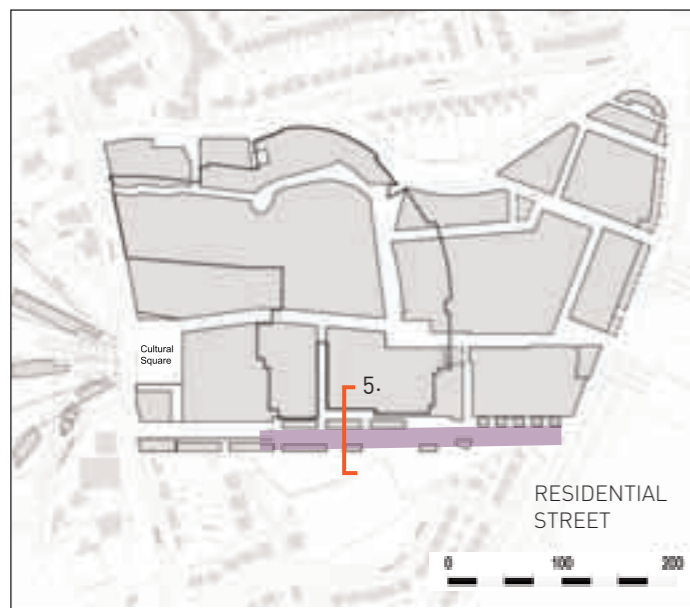 Cultural
Square
5.
RESIDENTIAL
STREET
0 100 200